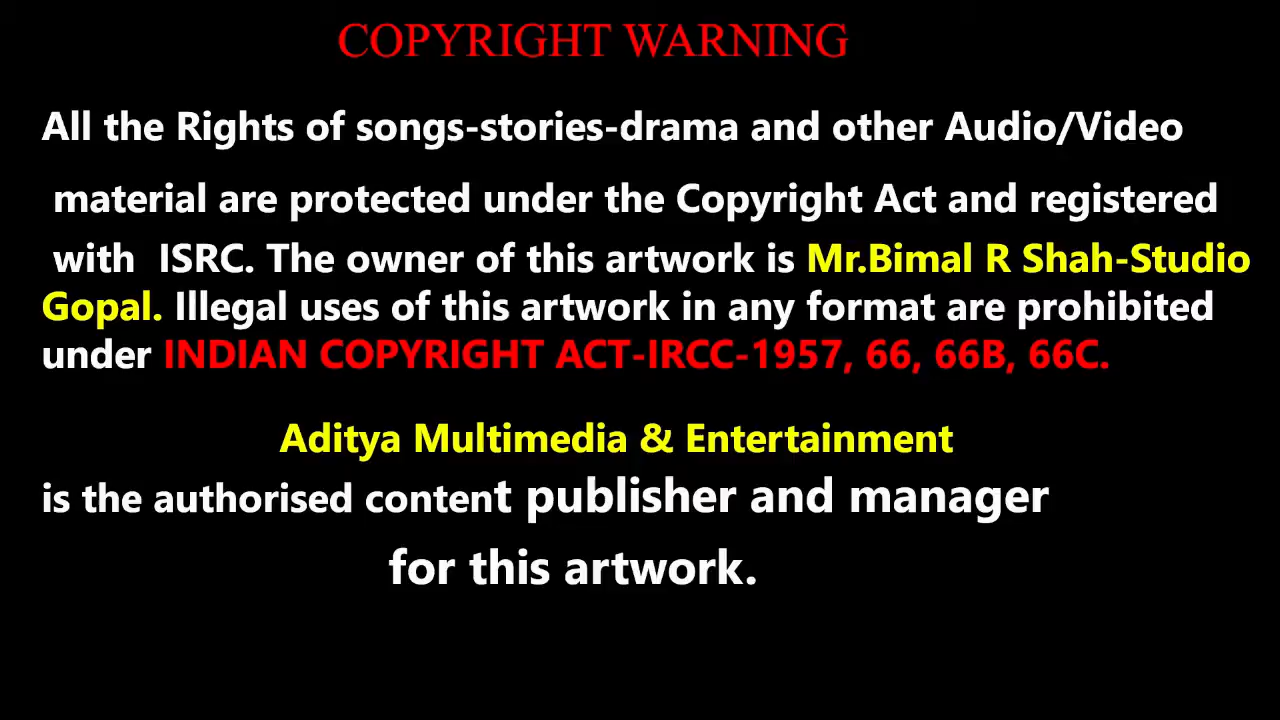 COPYRIGHT WARNING
All the Rights of songs-stories-drama and other Audio/Video
material are protected under the Copyright Act and registered
with ISRC. The owner of this artwork is Mr.Bimal R Shah-Studio
Gopal. Illegal uses of this artwork in any format are prohibited
under INDIAN COPYRIGHT ACT-IRCC-1957, 66, 66B, 66C.
Aditya Multimedia & Entertainment
is the authorised content publisher and manager
for this artwork.